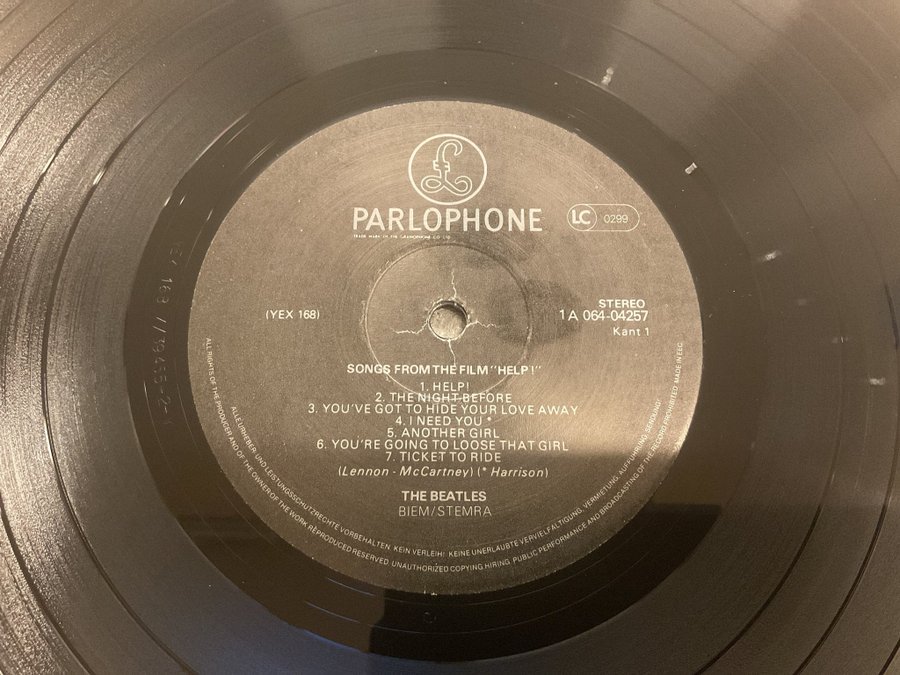 £
PARLOPHONE
TRADE MARK OF THE GRAMOPHONE CO LTD
LC 0299
STEREO
(YEX 168)
1A 064-04257
Kant 1
SONGS FROM THE FILM "HELP!"
1. HELP!
2. THE NIGHT BEFORE
3. YOU'VE GOT TO HIDE YOUR LOVE AWAY
4. I NEED YOU *
5. ANOTHER GIRL
6. YOU'RE GOING TO LOOSE THAT GIRL
7. TICKET TO RIDE
(Lennon - McCartney) (* Harrison)
THE BEATLES
BIEM/STEMRA
ALLE URHEBER- UND LEISTUNGSSCHUTZRECHTE VORBEHALTEN. KEIN VERLEIH! KEINE UNERLAUBTE VERVIELFÄLTIGUNG, VERMIETUNG, AUFFÜHRUNG, SENDUNG!
ALL RIGHTS OF THE PRODUCER AND OF THE OWNER OF THE WORK REPRODUCED RESERVED. UNAUTHORIZED COPYING HIRING, PUBLIC PERFORMANCE AND BROADCASTING OF THE RECORD PROHIBITED. MADE IN EEC.